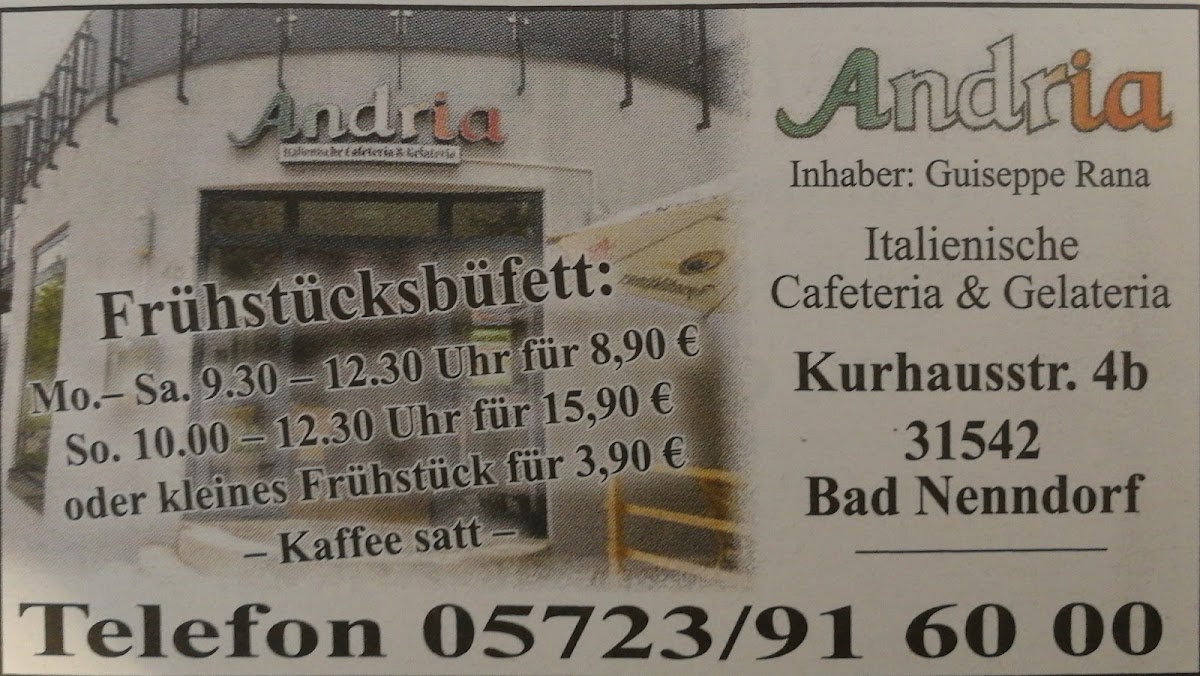 Andria
Italienische Cafeteria & Gelateria
Frühstücksbüfett:
Mo.– Sa. 9.30 – 12.30 Uhr für 8,90 €
So. 10.00 – 12.30 Uhr für 15,90 €
oder kleines Frühstück für 3,90 €
– Kaffee satt –
Andria
Inhaber: Guiseppe Rana
Italienische
Cafeteria & Gelateria
Kurhausstr. 4b
31542
Bad Nenndorf
Telefon 05723/91 60 00